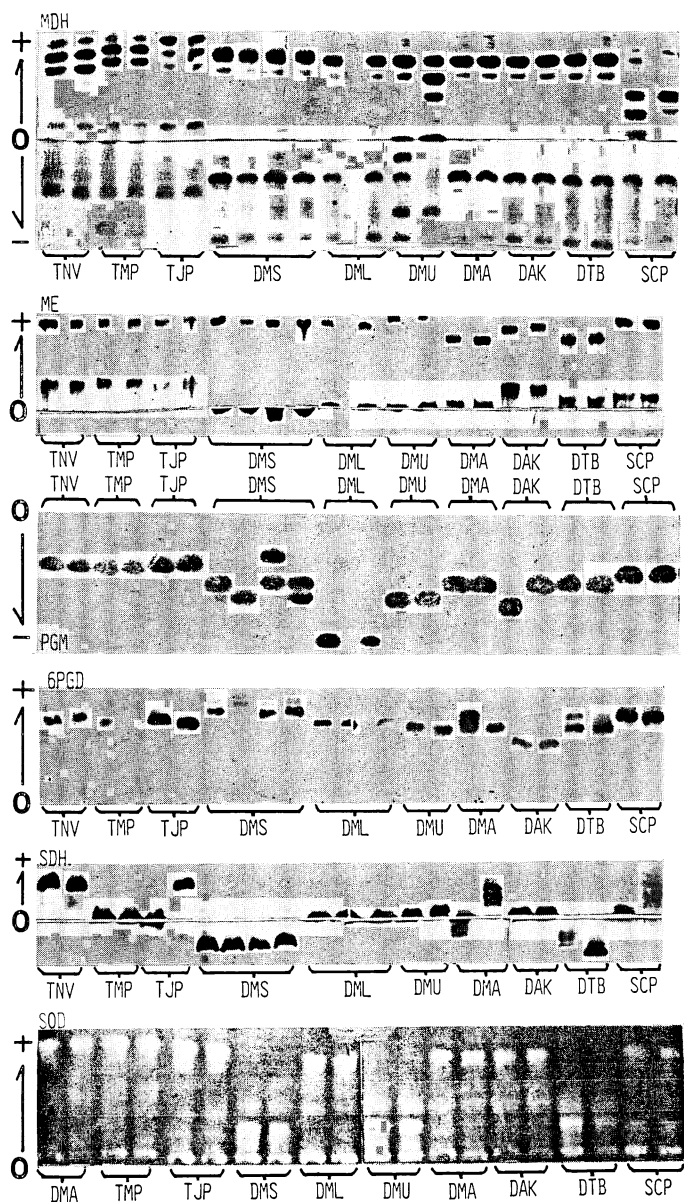 MDH
+
O
−
TNV TMP TJP DMS DML DMU DMA DAK DTB SCP
ME
+
O
TNV TMP TJP DMS DML DMU DMA DAK DTB SCP
TNV TMP TJP DMS DML DMU DMA DAK DTB SCP
O
−
PGM
6PGD
+
O
TNV TMP TJP DMS DML DMU DMA DAK DTB SCP
SDH
+
O
TNV TMP TJP DMS DML DMU DMA DAK DTB SCP
SOD
+
O
DMA TMP TJP DMS DML DMU DMA DAK DTB SCP